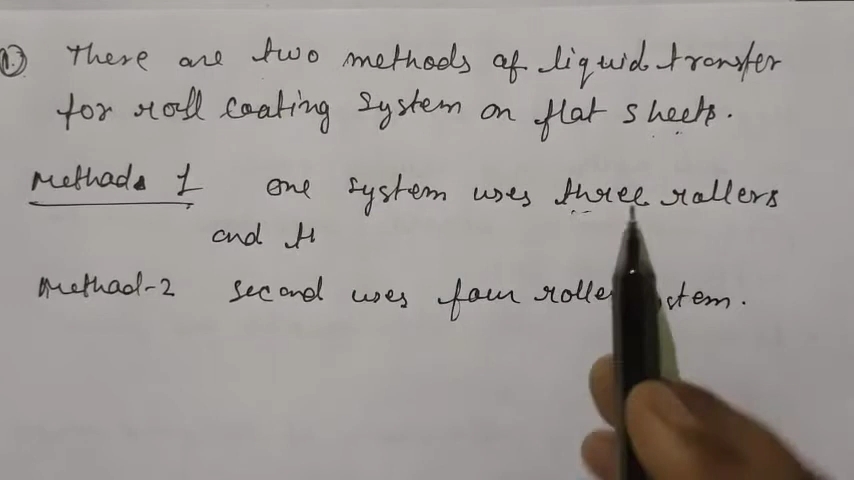 1. There are two methods of liquid transfer
for roll coating system on flat sheets.
Methods 1 one system uses three rollers
and
Method-2 second uses four roller system.